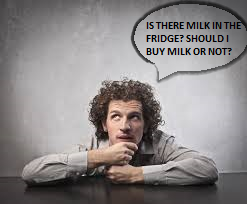 IS THERE MILK IN THE
FRIDGE? SHOULD I
BUY MILK OR NOT?